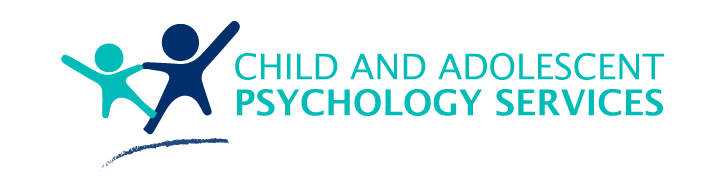 CHILD AND ADOLESCENT
PSYCHOLOGY SERVICES